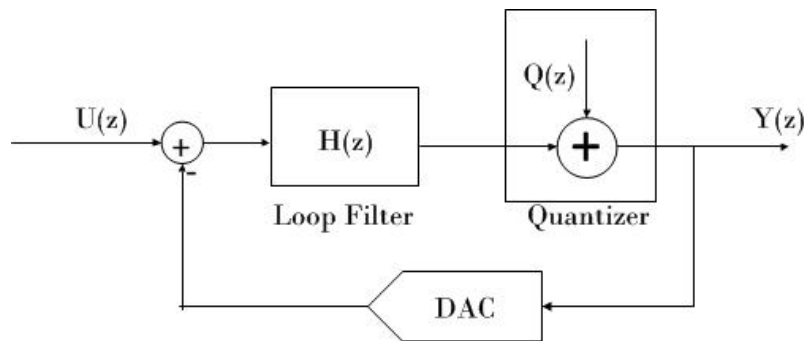 Q(z)
U(z)
Y(z)
+
H(z)
+
-
Loop Filter
Quantizer
DAC